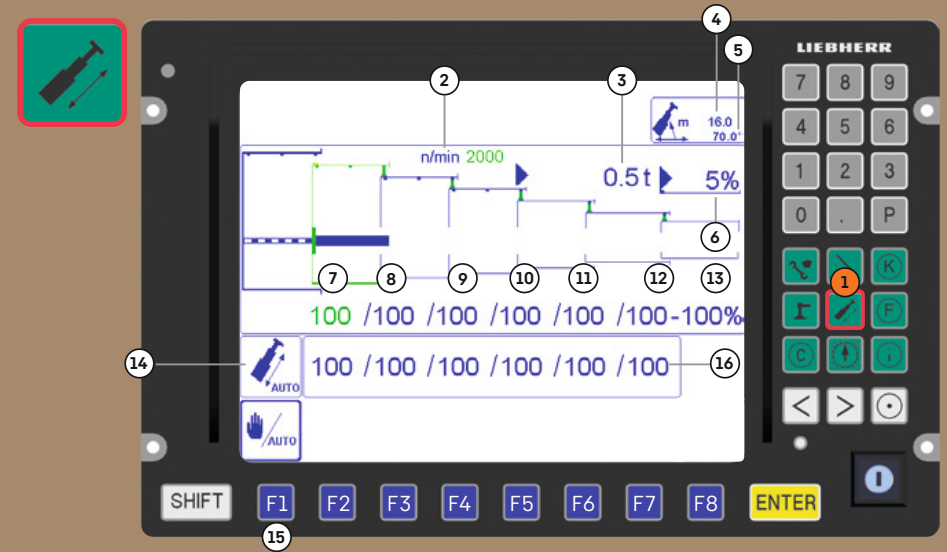 LIEBHERR
4
5
2
3
m 16.0
70.0°
n/min 2000
0.5t 5%
6
7 8 9 10 11 12 13
100 /100 /100 /100 /100 /100-100%
14
AUTO
100 /100 /100 /100 /100 /100
16
/AUTO
7 8 9
4 5 6
1 2 3
0 . P
1
K
F
C i
< >
SHIFT F1 F2 F3 F4 F5 F6 F7 F8 ENTER
15